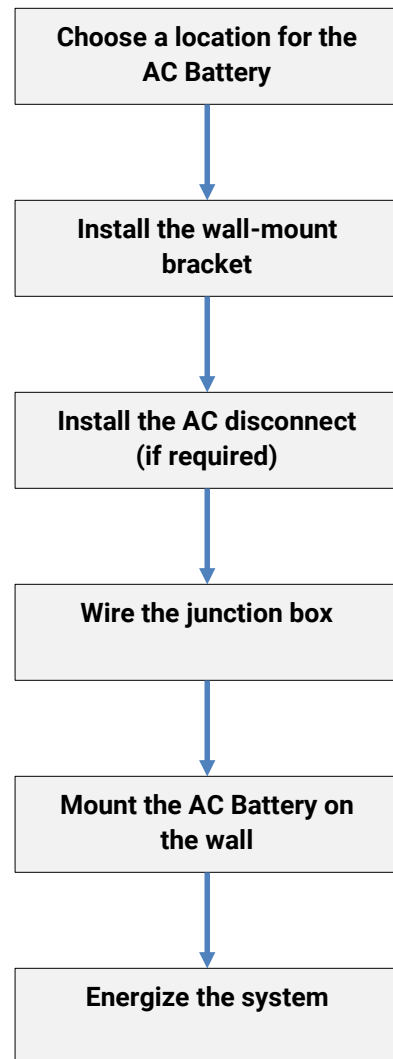 Choose a location for the
AC Battery
Install the wall-mount
bracket
Install the AC disconnect
(if required)
Wire the junction box
Mount the AC Battery on
the wall
Energize the system